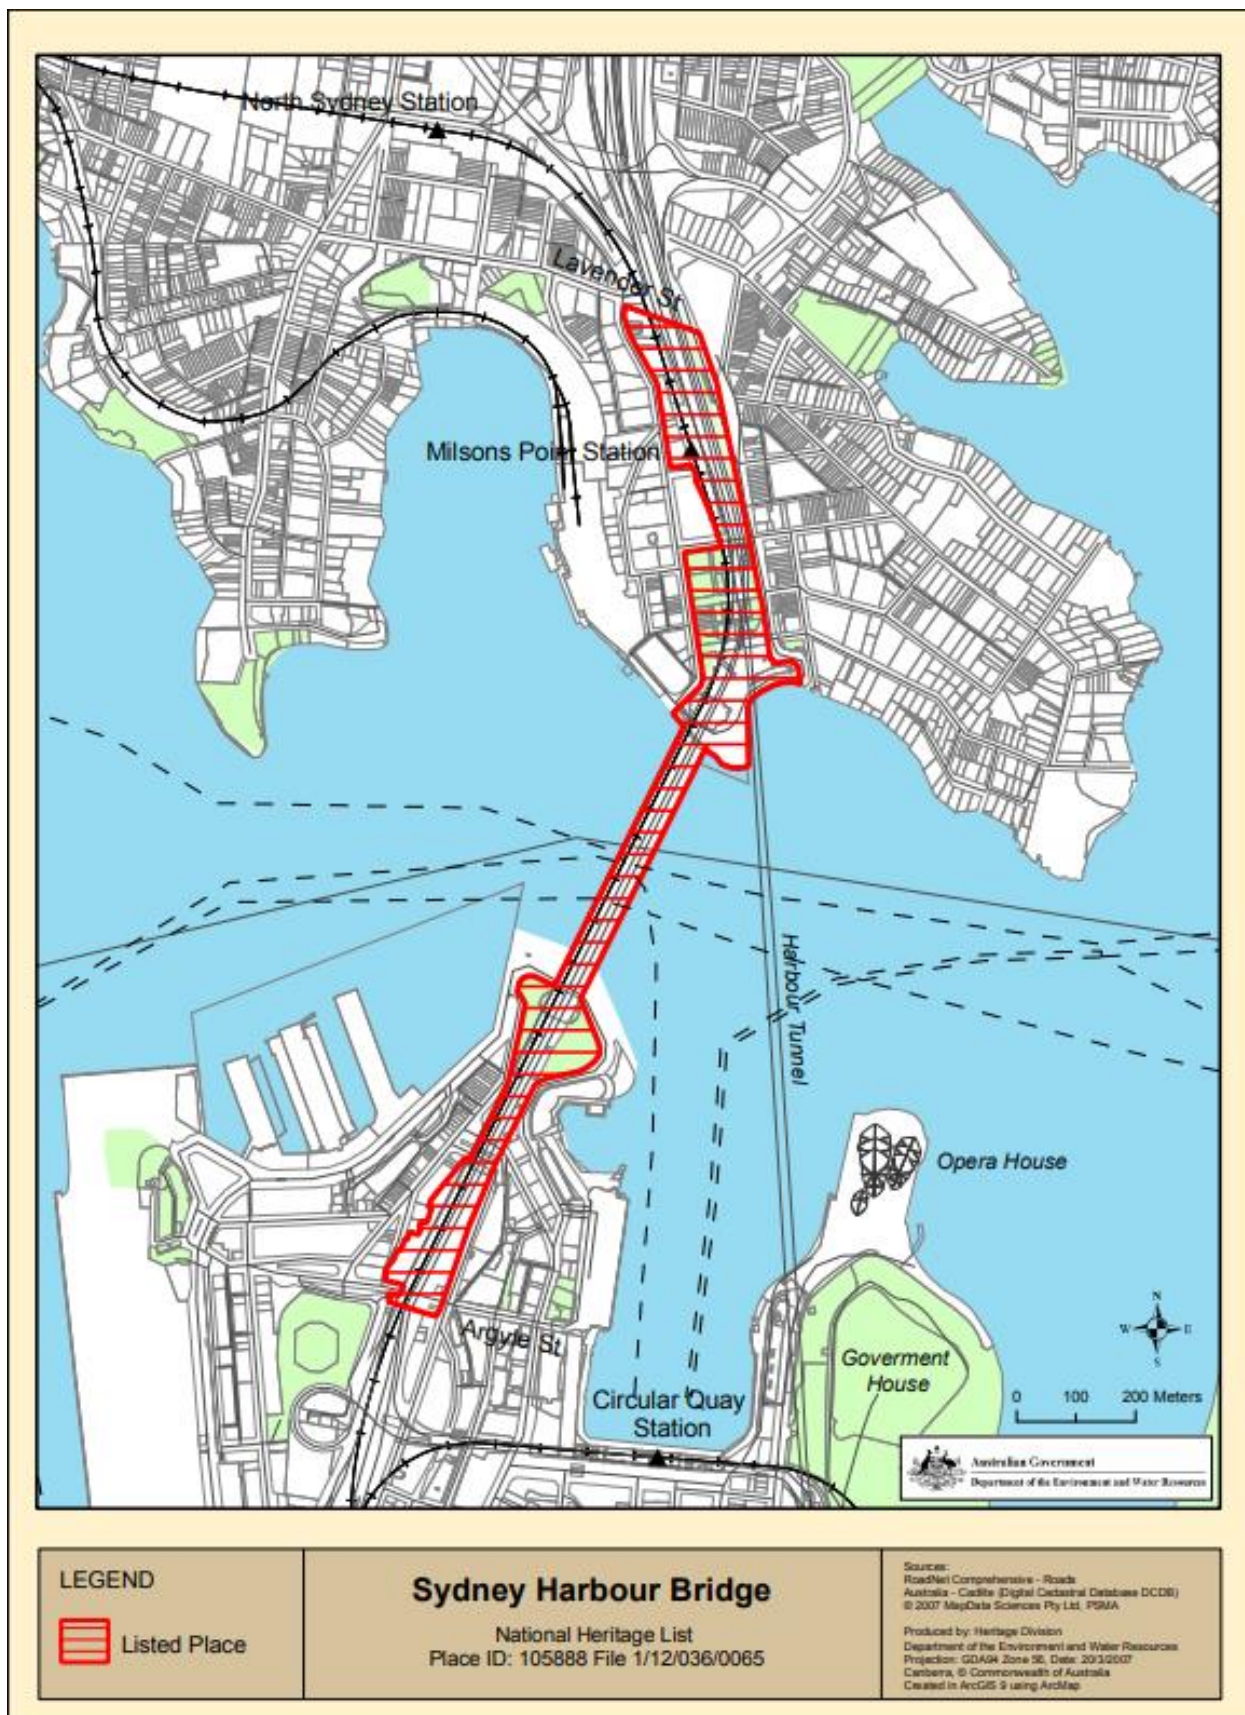 North Sydney Station
Lavender St
Milsons Point Station
Harbour Tunnel
Opera House
Argyle St
Goverment
House
Circular Quay
Station
N
W
E
S
0 100 200 Meters
Australian Government
Department of the Environment and Water Resources
LEGEND
Listed Place
Sydney Harbour Bridge
National Heritage List
Place ID: 105888 File 1/12/036/0065
Sources:
RoadNet Comprehensive - Roads
Australia - Cadlite (Digital Cadastral Database DCDB)
© 2007 MapData Sciences Pty Ltd, PSMA
Produced by: Heritage Division
Department of the Environment and Water Resources
Projection: GDA94 Zone 56, Date: 20/3/2007
Canberra, © Commonwealth of Australia
Created in ArcGIS 9 using ArcMap